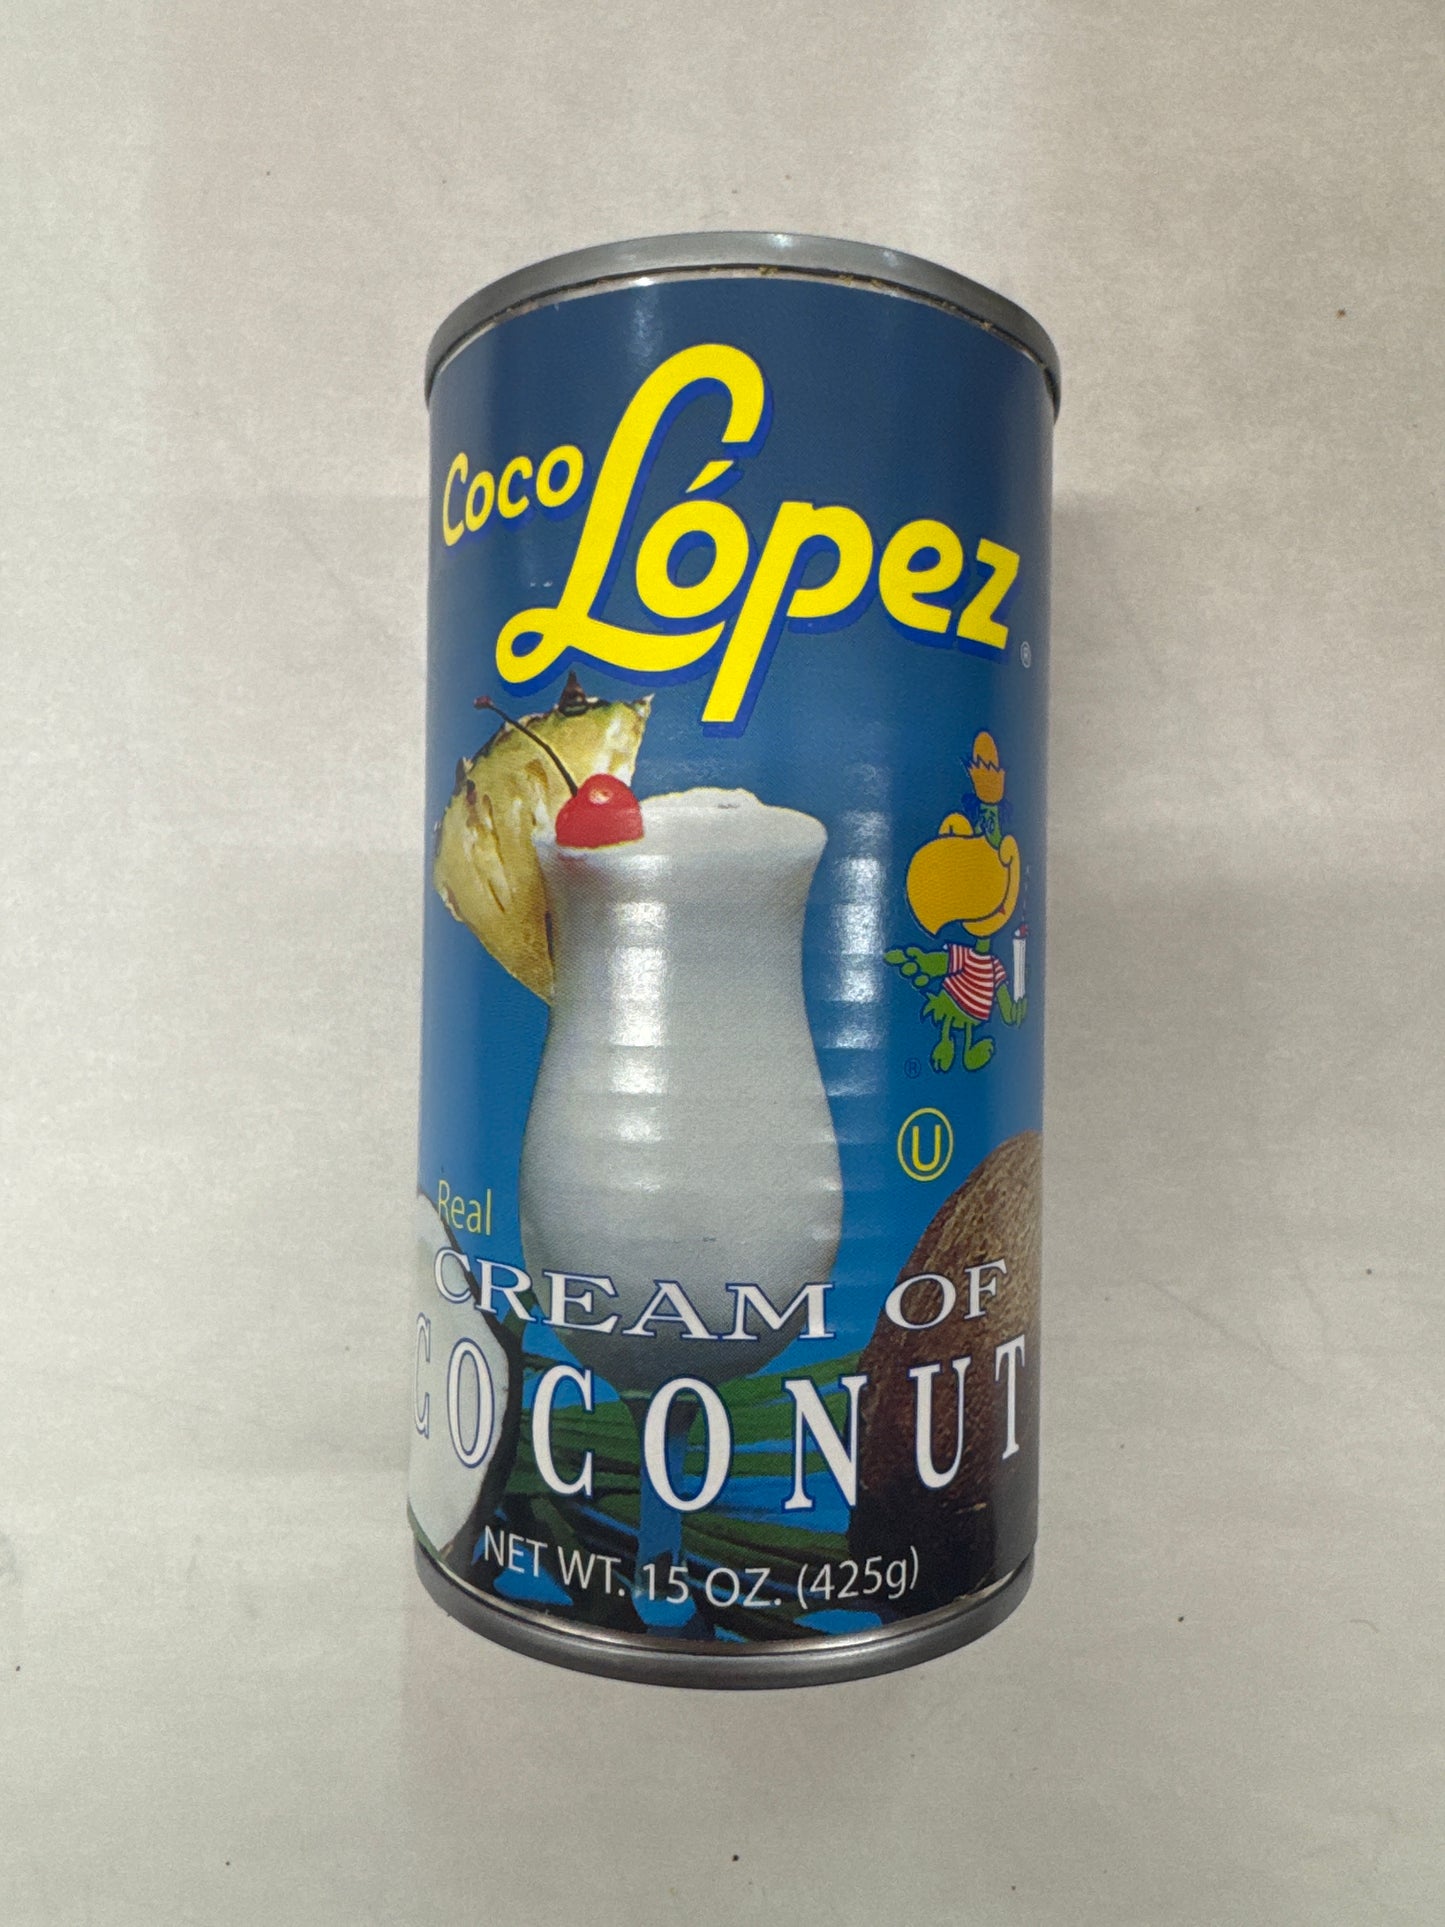 Coco López®
®
U
Real
CREAM OF
COCONUT
NET WT. 15 OZ. (425g)